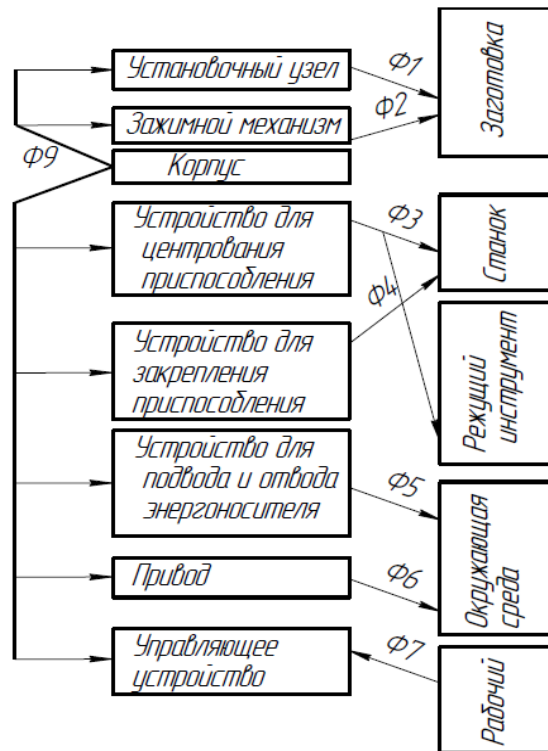 Установочный узел
Ф1
Заготовка
Зажимной механизм
Ф2
Ф9
Корпус
Устройство для
центрования
приспособления
Ф3
Станок
Ф4
Устройство для
закрепления
приспособления
Режущий
инструмент
Устройство для
подвода и отвода
энергоносителя
Ф5
Окружающая
среда
Привод
Ф6
Управляющее
устройство
Ф7
Рабочий